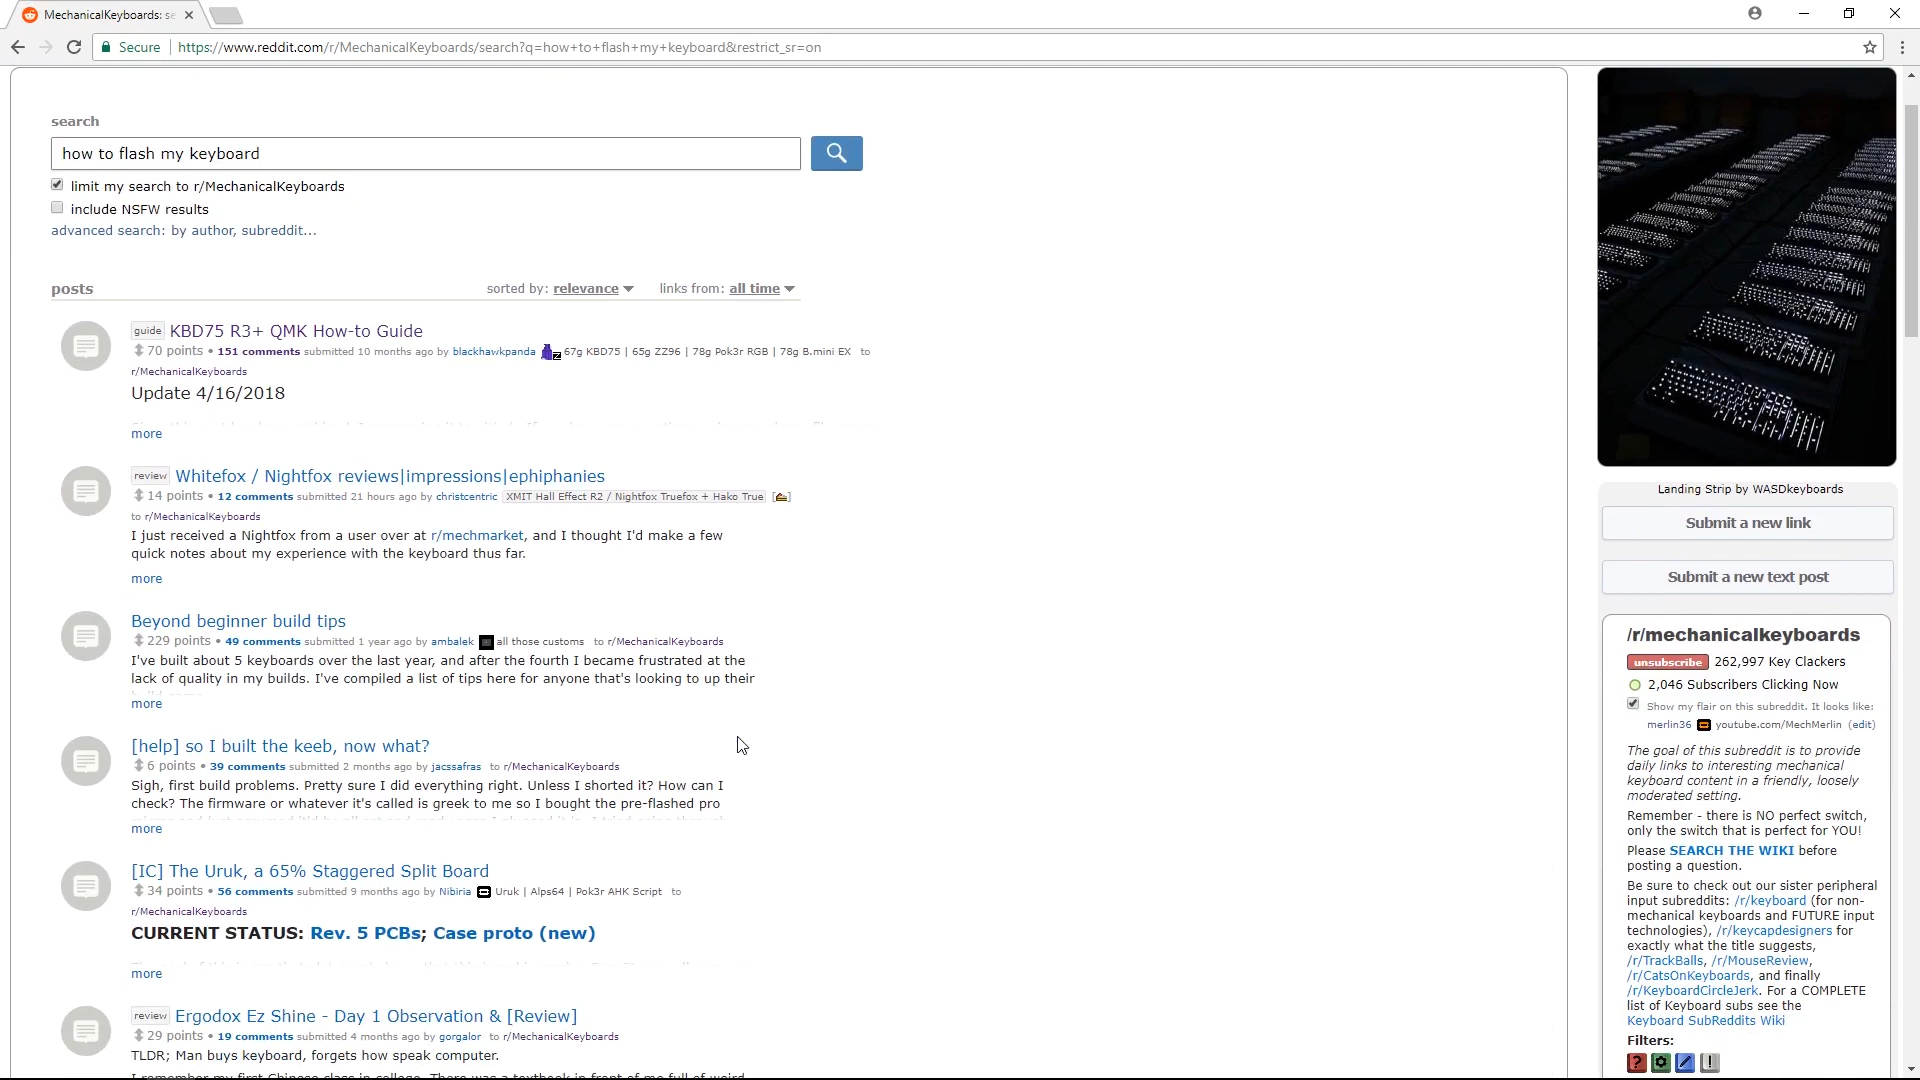 MechanicalKeyboards: se
Secure
https://www.reddit.com/r/MechanicalKeyboards/search?q=how+to+flash+my+keyboard&restrict_sr=on
search
how to flash my keyboard
limit my search to r/MechanicalKeyboards
include NSFW results
advanced search: by author, subreddit...
posts
sorted by: relevance
links from: all time
guide KBD75 R3+ QMK How-to Guide
70 points • 151 comments submitted 10 months ago by blackhawkpanda 67g KBD75 | 65g ZZ96 | 78g Pok3r RGB | 78g B.mini EX to
r/MechanicalKeyboards
Update 4/16/2018
more
review Whitefox / Nightfox reviews|impressions|ephiphanies
14 points • 12 comments submitted 21 hours ago by christcentric XMIT Hall Effect R2 / Nightfox Truefox + Hako True
to r/MechanicalKeyboards
I just received a Nightfox from a user over at r/mechmarket, and I thought I'd make a few
quick notes about my experience with the keyboard thus far.
more
Beyond beginner build tips
229 points • 49 comments submitted 1 year ago by ambalek all those customs to r/MechanicalKeyboards
I've built about 5 keyboards over the last year, and after the fourth I became frustrated at the
lack of quality in my builds. I've compiled a list of tips here for anyone that's looking to up their
more
[help] so I built the keeb, now what?
6 points • 39 comments submitted 2 months ago by jacssafras to r/MechanicalKeyboards
Sigh, first build problems. Pretty sure I did everything right. Unless I shorted it? How can I
check? The firmware or whatever it's called is greek to me so I bought the pre-flashed pro
more
[IC] The Uruk, a 65% Staggered Split Board
34 points • 56 comments submitted 9 months ago by Nibiria Uruk | Alps64 | Pok3r AHK Script to
r/MechanicalKeyboards
CURRENT STATUS: Rev. 5 PCBs; Case proto (new)
more
review Ergodox Ez Shine - Day 1 Observation & [Review]
29 points • 19 comments submitted 4 months ago by gorgalor to r/MechanicalKeyboards
TLDR; Man buys keyboard, forgets how speak computer.
Landing Strip by WASDkeyboards
Submit a new link
Submit a new text post
/r/mechanicalkeyboards
unsubscribe 262,997 Key Clackers
2,046 Subscribers Clicking Now
Show my flair on this subreddit. It looks like:
merlin36 youtube.com/MechMerlin (edit)
The goal of this subreddit is to provide
daily links to interesting mechanical
keyboard content in a friendly, loosely
moderated setting.
Remember - there is NO perfect switch,
only the switch that is perfect for YOU!
Please SEARCH THE WIKI before
posting a question.
Be sure to check out our sister peripheral
input subreddits: /r/keyboard (for non-
mechanical keyboards and FUTURE input
technologies), /r/keycapdesigners for
exactly what the title suggests,
/r/TrackBalls, /r/MouseReview,
/r/CatsOnKeyboards, and finally
/r/KeyboardCircleJerk. For a COMPLETE
list of Keyboard subs see the
Keyboard SubReddits Wiki
Filters: